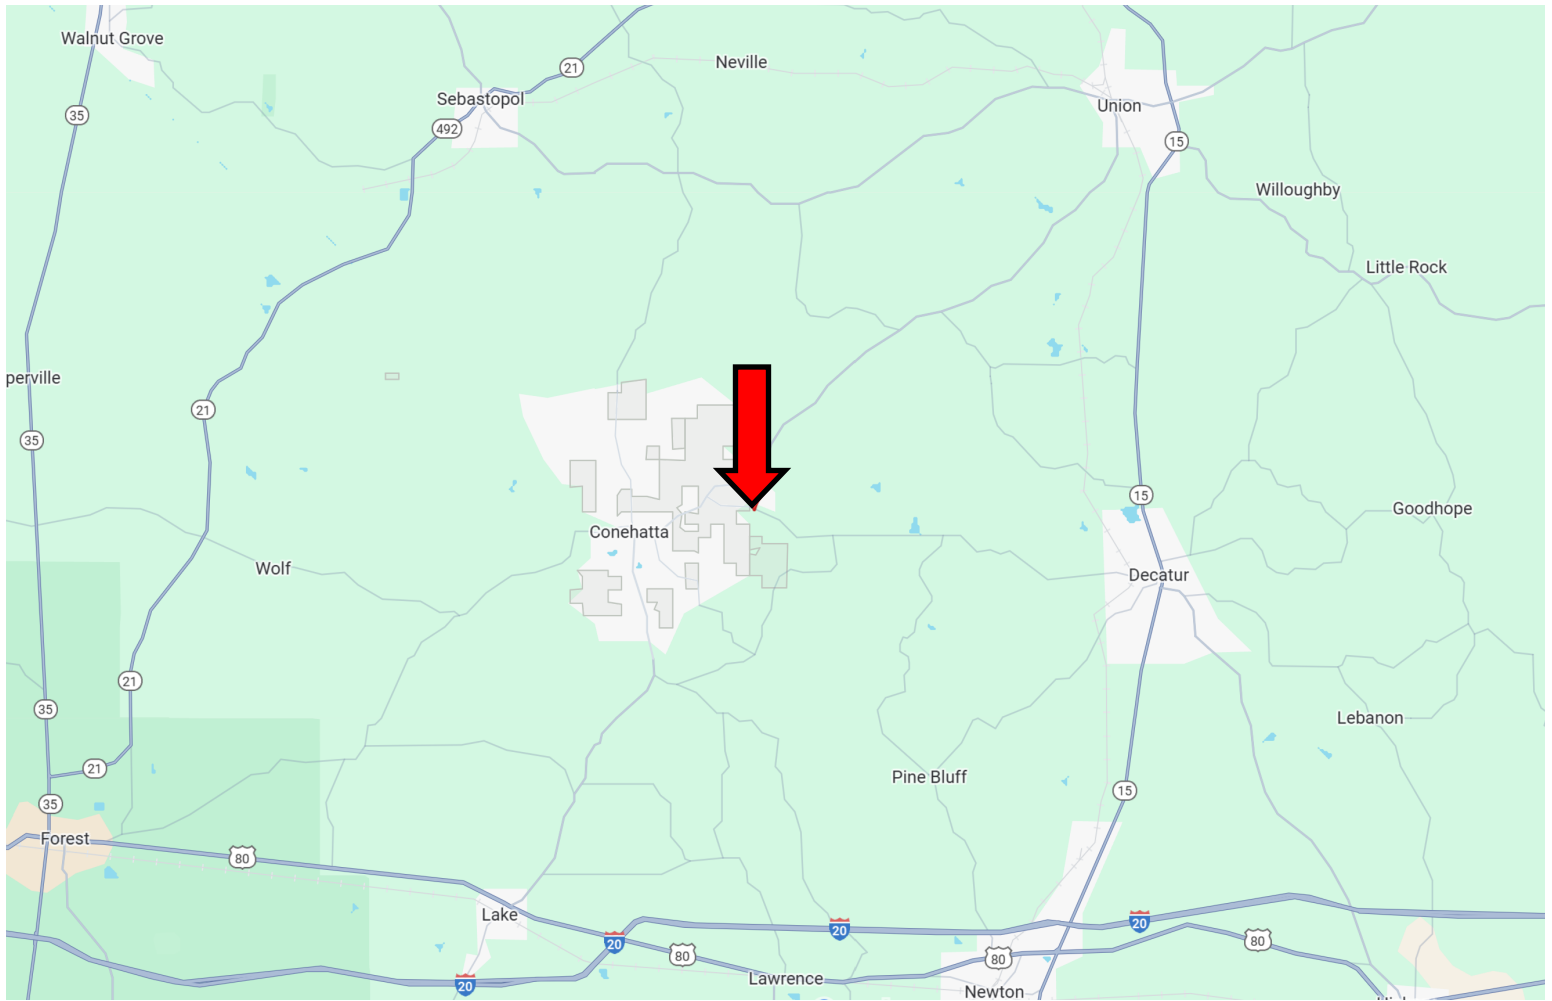 Walnut Grove
Neville
21
Sebastopol
Union
35
492
15
Willoughby
Little Rock
perville
21
35
15
Goodhope
Conehatta
Wolf
Decatur
21
35
Lebanon
21
Pine Bluff
15
35
Forest
80
Lake
20
20
20
80
80
80
Lawrence
20
Newton